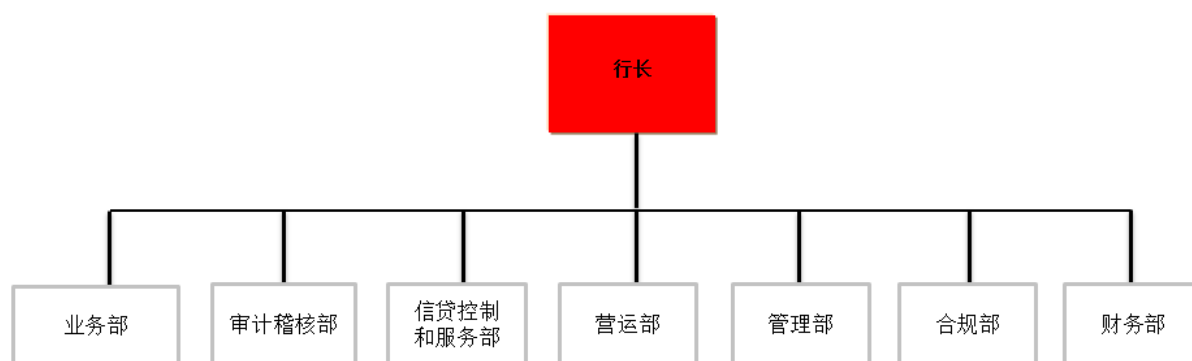 行长
业务部
审计稽核部
信贷控制
和服务部
营运部
管理部
合规部
财务部